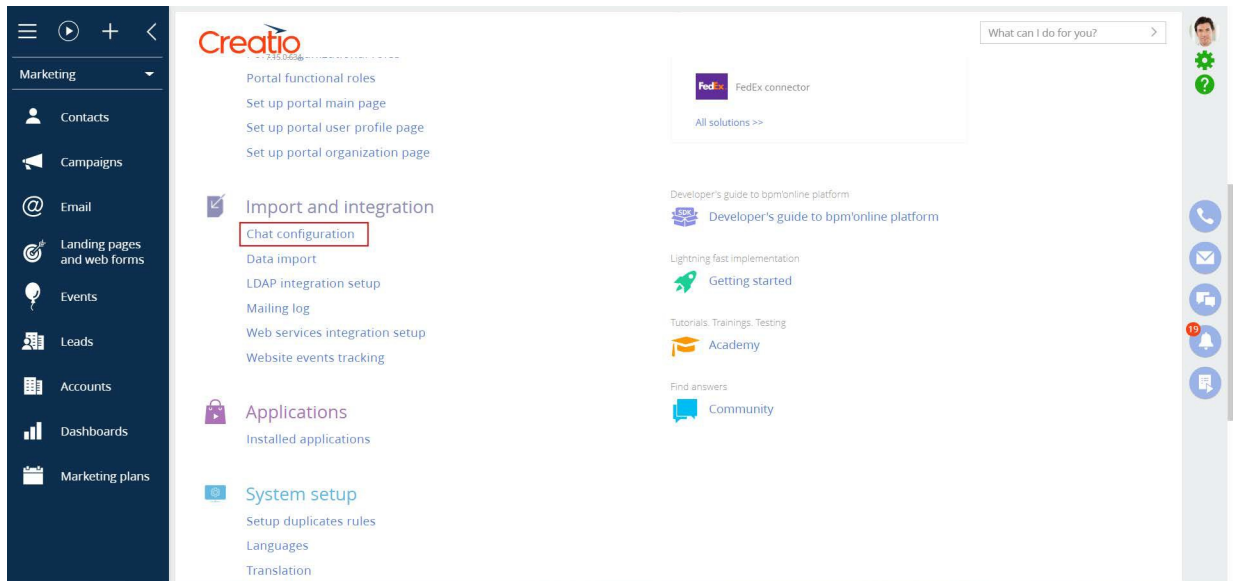 Marketing
Contacts
Campaigns
Email
Landing pages
and web forms
Events
Leads
Accounts
Dashboards
Marketing plans
Creatio
What can I do for you?
Portal functional roles
Set up portal main page
Set up portal user profile page
Set up portal organization page
Import and integration
Chat configuration
Data import
LDAP integration setup
Mailing log
Web services integration setup
Website events tracking
Applications
Installed applications
System setup
Setup duplicates rules
Languages
Translation
FedEx FedEx connector
All solutions >>
Developer's guide to bpm'online platform
SDK Developer's guide to bpm'online platform
Lightning fast implementation
Getting started
Tutorials. Trainings. Testing
Academy
Find answers
Community
19